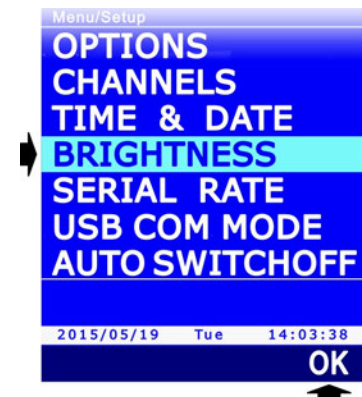 Menu/Setup
OPTIONS
CHANNELS
TIME & DATE
BRIGHTNESS
SERIAL RATE
USB COM MODE
AUTO SWITCHOFF
2015/05/19 Tue 14:03:38
OK